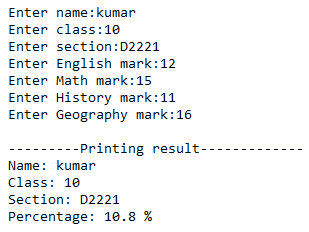 Enter name:kumar
Enter class:10
Enter section:D2221
Enter English mark:12
Enter Math mark:15
Enter History mark:11
Enter Geography mark:16
---------Printing result-------------
Name: kumar
Class: 10
Section: D2221
Percentage: 10.8 %